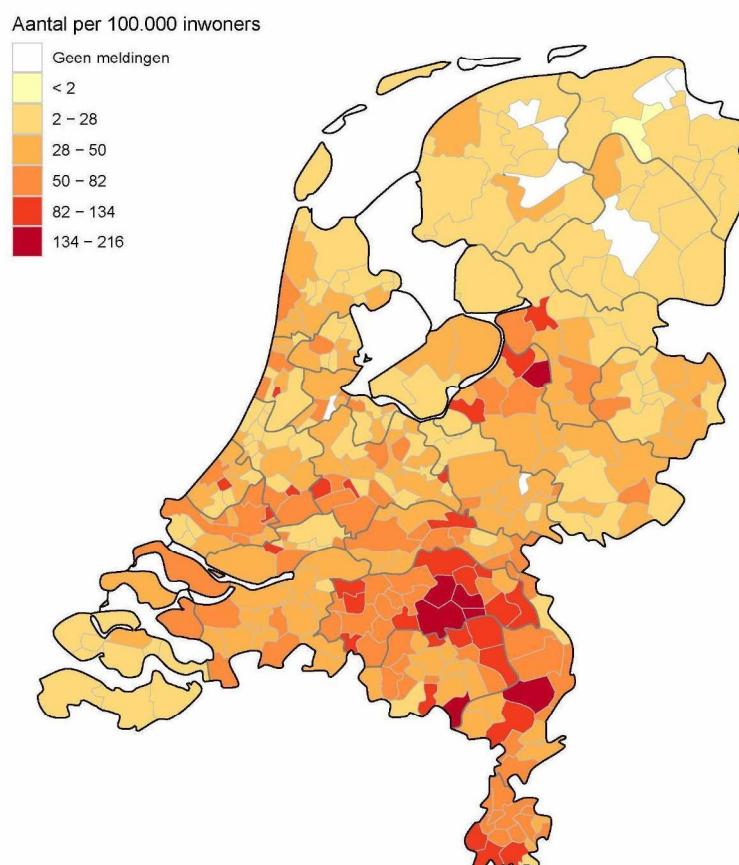 Aantal per 100.000 inwoners
Geen meldingen
< 2
2 – 28
28 – 50
50 – 82
82 – 134
134 – 216